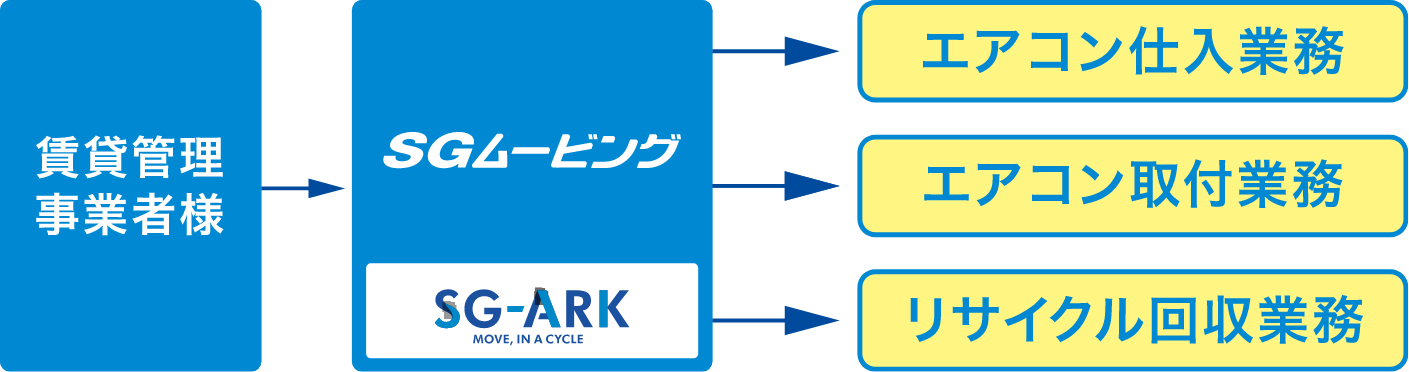 賃貸管理
事業者様
SGムービング
SG-ARK
MOVE, IN A CYCLE
エアコン仕入業務
エアコン取付業務
リサイクル回収業務